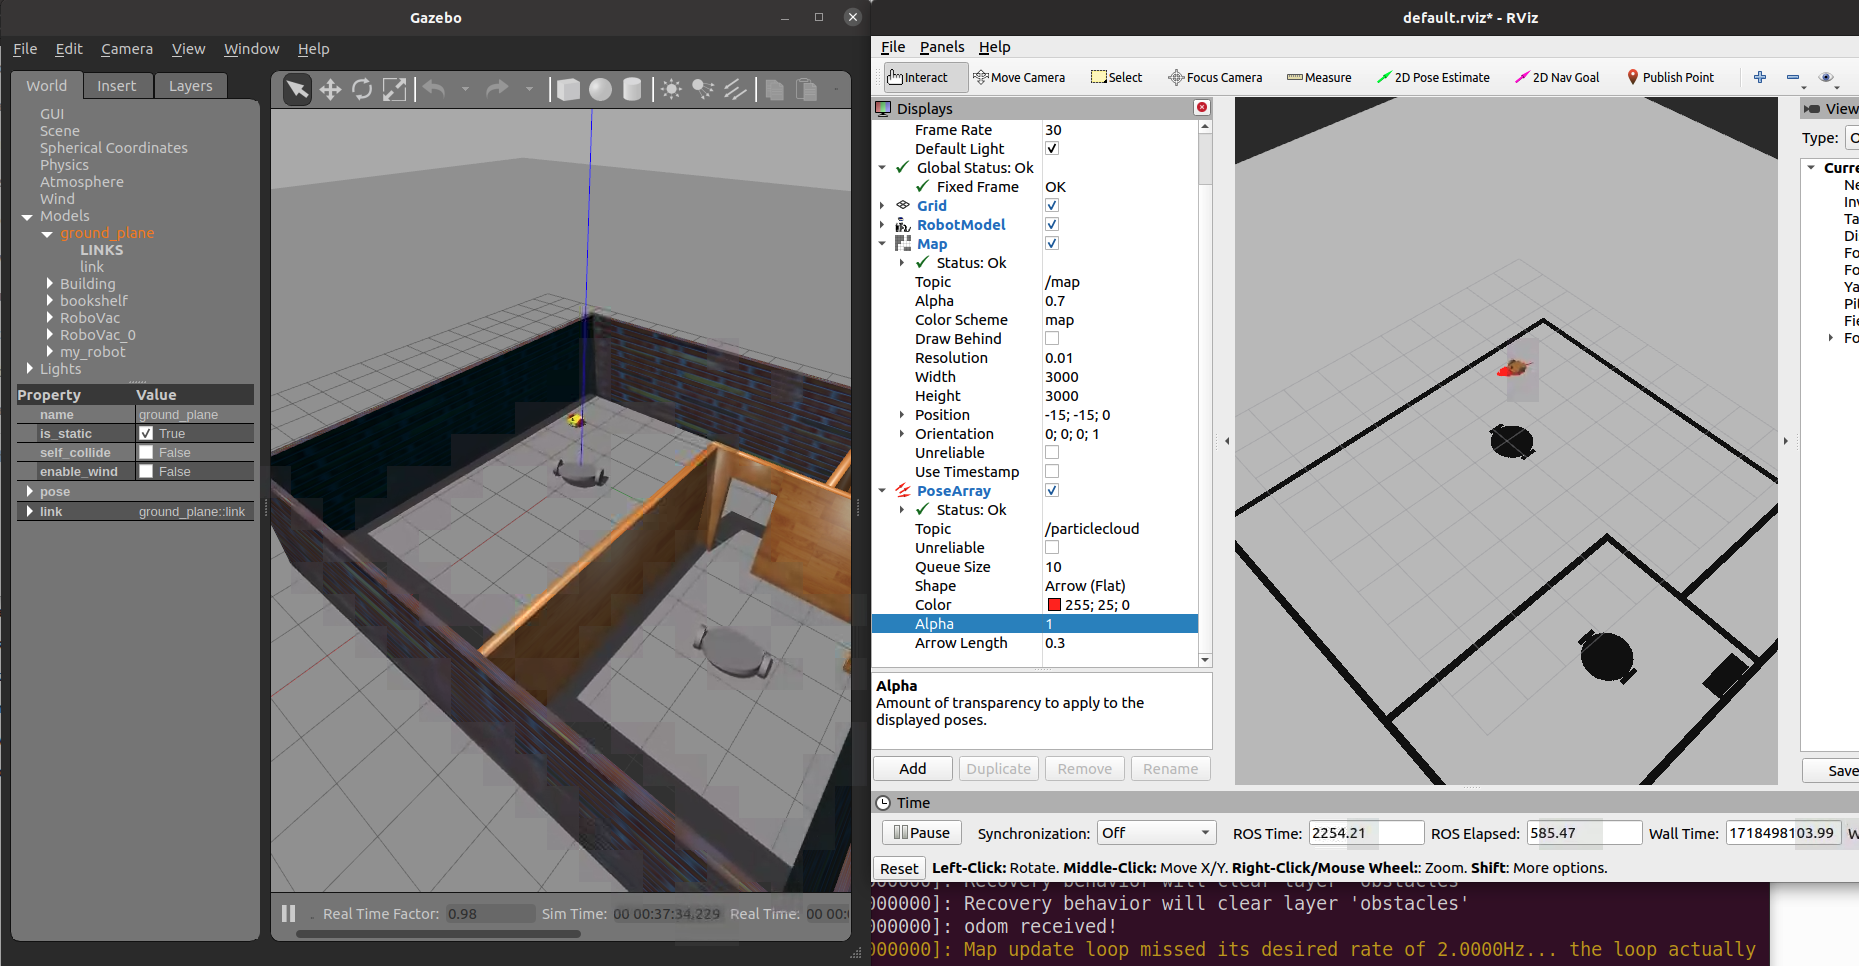 Gazebo
File Edit Camera View Window Help
World Insert Layers
GUI
Scene
Spherical Coordinates
Physics
Atmosphere
Wind
Models
ground_plane
LINKS
link
Building
bookshelf
RoboVac
RoboVac_0
my_robot
Lights
Property Value
name ground_plane
is_static True
self_collide False
enable_wind False
pose
link ground_plane::link
Real Time Factor: 0.98 Sim Time: 00 00:37:34.229 Real Time: 00 00:
default.rviz* - RViz
File Panels Help
Interact Move Camera Select Focus Camera Measure 2D Pose Estimate 2D Nav Goal Publish Point
Displays
Frame Rate 30
Default Light
Global Status: Ok
Fixed Frame OK
Grid
RobotModel
Map
Status: Ok
Topic /map
Alpha 0.7
Color Scheme map
Draw Behind
Resolution 0.01
Width 3000
Height 3000
Position -15; -15; 0
Orientation 0; 0; 0; 1
Unreliable
Use Timestamp
PoseArray
Status: Ok
Topic /particlecloud
Unreliable
Queue Size 10
Shape Arrow (Flat)
Color 255; 25; 0
Alpha 1
Arrow Length 0.3
Alpha
Amount of transparency to apply to the
displayed poses.
Add Duplicate Remove Rename
View
Type: O
Curre
Ne
Inv
Ta
Di
Fo
Fo
Ya
Pi
Fie
Fo
Save
Time
Pause Synchronization: Off ROS Time: 2254.21 ROS Elapsed: 585.47 Wall Time: 1718498103.99 W
Reset Left-Click: Rotate. Middle-Click: Move X/Y. Right-Click/Mouse Wheel:: Zoom. Shift: More options.
000000]: Recovery behavior will clear layer 'obstacles'
000000]: Recovery behavior will clear layer 'obstacles'
000000]: odom received!
000000]: Map update loop missed its desired rate of 2.0000Hz... the loop actually